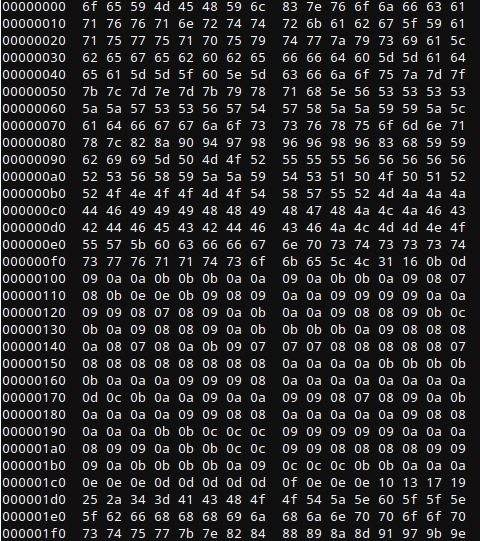 00000000 6f 65 59 4d 45 48 59 6c 83 7e 76 6f 6a 66 63 61
00000010 71 76 76 71 6e 72 74 74 72 6b 61 62 67 5f 59 61
00000020 71 75 77 75 71 70 75 79 74 77 7a 79 73 69 61 5c
00000030 62 65 67 65 62 60 62 65 66 66 64 60 5d 5d 61 64
00000040 65 61 5d 5d 5f 60 5e 5d 63 66 6a 6f 75 7a 7d 7f
00000050 7b 7c 7d 7e 7d 7b 79 78 71 68 5e 56 53 53 53 53
00000060 5a 5a 57 53 53 56 57 54 57 58 5a 5a 59 59 5a 5c
00000070 61 64 66 67 67 6a 6f 73 73 76 78 75 6f 6d 6e 71
00000080 78 7c 82 8a 90 94 97 98 96 96 98 96 83 68 59 59
00000090 62 69 69 5d 50 4d 4f 52 55 55 55 56 56 56 56 56
000000a0 52 53 56 58 59 5a 5a 59 54 53 51 50 4f 50 51 52
000000b0 52 4f 4e 4f 4f 4d 4f 54 58 57 55 52 4d 4a 4a 4a
000000c0 44 46 49 49 49 48 48 49 48 47 48 4a 4c 4a 46 43
000000d0 42 44 46 45 43 42 44 46 43 46 4a 4c 4d 4d 4e 4f
000000e0 55 57 5b 60 63 66 66 67 6e 70 73 74 73 73 73 74
000000f0 73 77 76 71 71 74 73 6f 6b 65 5c 4c 31 16 0b 0d
00000100 09 0a 0a 0b 0b 0b 0a 0a 09 0a 0b 0b 0a 09 08 07
00000110 08 0b 0e 0e 0b 09 08 09 0a 0a 09 09 09 09 0a 0a
00000120 09 09 08 07 08 09 0a 0b 0a 09 08 08 09 09 0b 0c
00000130 0b 0a 09 08 08 09 0a 0b 0b 0b 0b 0a 0a 09 08 08
00000140 0a 08 07 08 0a 0b 09 07 07 07 08 08 08 08 08 07
00000150 08 08 08 08 08 08 08 08 0a 0a 0a 0a 0b 0b 0b 0b
00000160 0b 0a 0a 0a 09 09 09 08 0a 0a 0a 0a 0a 0a 0a 0a
00000170 0d 0c 0b 0a 0a 09 0a 0a 09 09 08 07 08 09 0a 0b
00000180 0a 0a 0a 0a 09 09 08 08 0a 0a 0a 0a 0a 09 08 08
00000190 0a 0a 0b 0b 0b 0c 0c 0c 09 09 09 09 09 0a 0a 0a
000001a0 08 09 09 0a 0b 0b 0c 0c 09 09 0a 0a 0a 0a 09 09
000001b0 09 0a 0b 0b 0b 0b 0a 09 0c 0c 0c 0b 0b 0a 0a 0a
000001c0 0e 0e 0e 0d 0d 0d 0d 0d 0f 0e 0e 0e 10 13 17 19
000001d0 25 2a 34 3d 41 43 48 4f 4f 54 5a 5e 60 5f 5f 5e
000001e0 5f 62 66 68 68 68 69 6a 68 6a 6e 70 70 6f 6f 70
000001f0 73 74 75 77 7b 7e 82 84 88 89 8a 8d 91 97 9b 9e